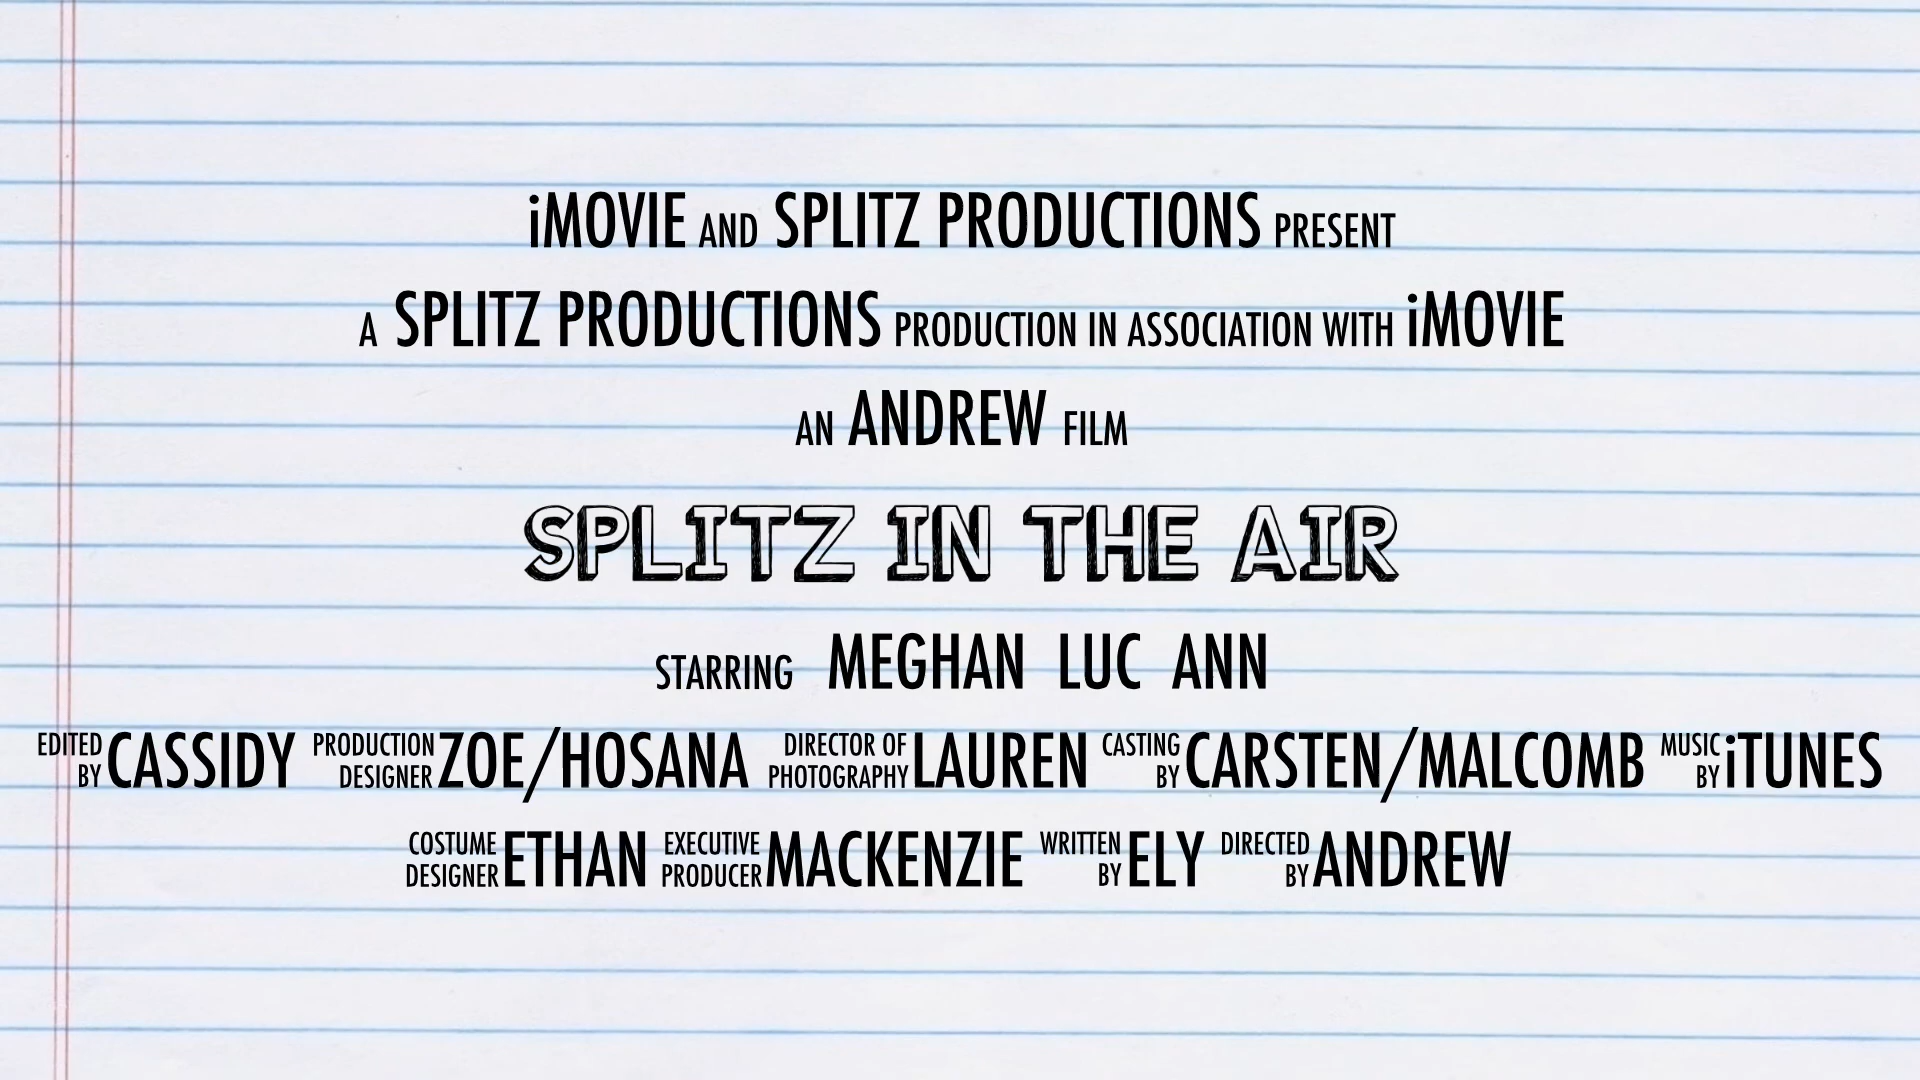 iMOVIE AND SPLITZ PRODUCTIONS PRESENT
A SPLITZ PRODUCTIONS PRODUCTION IN ASSOCIATION WITH iMOVIE
AN ANDREW FILM
SPLITZ IN THE AIR
STARRING MEGHAN LUC ANN
EDITED BY CASSIDY PRODUCTION DESIGNER ZOE/HOSANA DIRECTOR OF PHOTOGRAPHY LAUREN CASTING BY CARSTEN/MALCOMB MUSIC BY iTUNES
COSTUME DESIGNER ETHAN EXECUTIVE PRODUCER MACKENZIE WRITTEN BY ELY DIRECTED BY ANDREW